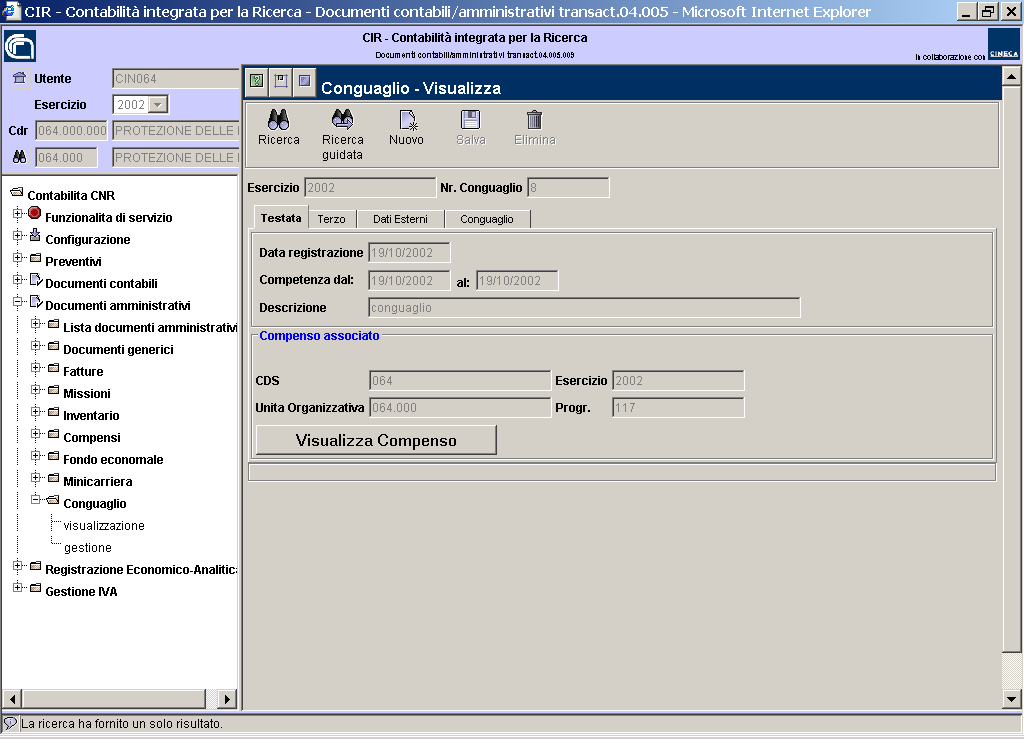 CIR - Contabilità integrata per la Ricerca - Documenti contabili/amministrativi transact.04.005 - Microsoft Internet Explorer
CIR - Contabilità integrata per la Ricerca
Documenti contabili/amministrativi transact.04.005.009
In collaborazione con CINECA
Utente CIN064
Esercizio 2002
Cdr 064.000.000 PROTEZIONE DELLE
064.000 PROTEZIONE DELLE
Contabilita CNR
Funzionalita di servizio
Configurazione
Preventivi
Documenti contabili
Documenti amministrativi
Lista documenti amministrativi
Documenti generici
Fatture
Missioni
Inventario
Compensi
Fondo economale
Minicarriera
Conguaglio
visualizzazione
gestione
Registrazione Economico-Analitica
Gestione IVA
Conguaglio - Visualizza
Ricerca
Ricerca guidata
Nuovo
Salva
Elimina
Esercizio 2002 Nr. Conguaglio 8
Testata Terzo Dati Esterni Conguaglio
Data registrazione 19/10/2002
Competenza dal: 19/10/2002 al: 19/10/2002
Descrizione conguaglio
Compenso associato
CDS 064 Esercizio 2002
Unita Organizzativa 064.000 Progr. 117
Visualizza Compenso
La ricerca ha fornito un solo risultato.